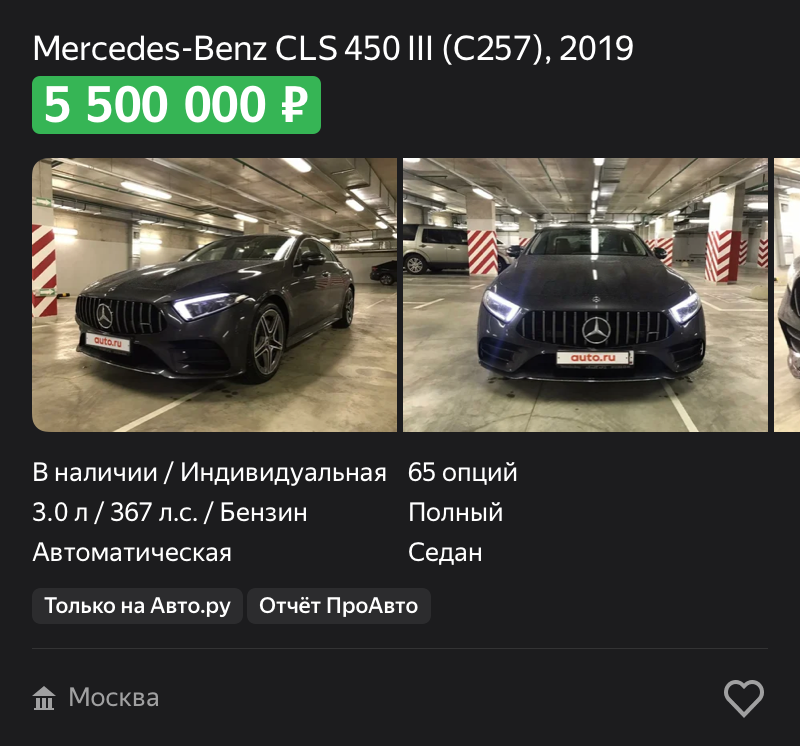 Mercedes-Benz CLS 450 III (C257), 2019
5 500 000 ₽
auto.ru
auto.ru
В наличии / Индивидуальная
65 опций
3.0 л / 367 л.с. / Бензин
Полный
Автоматическая
Седан
Только на Авто.ру
Отчёт ПроАвто
Москва